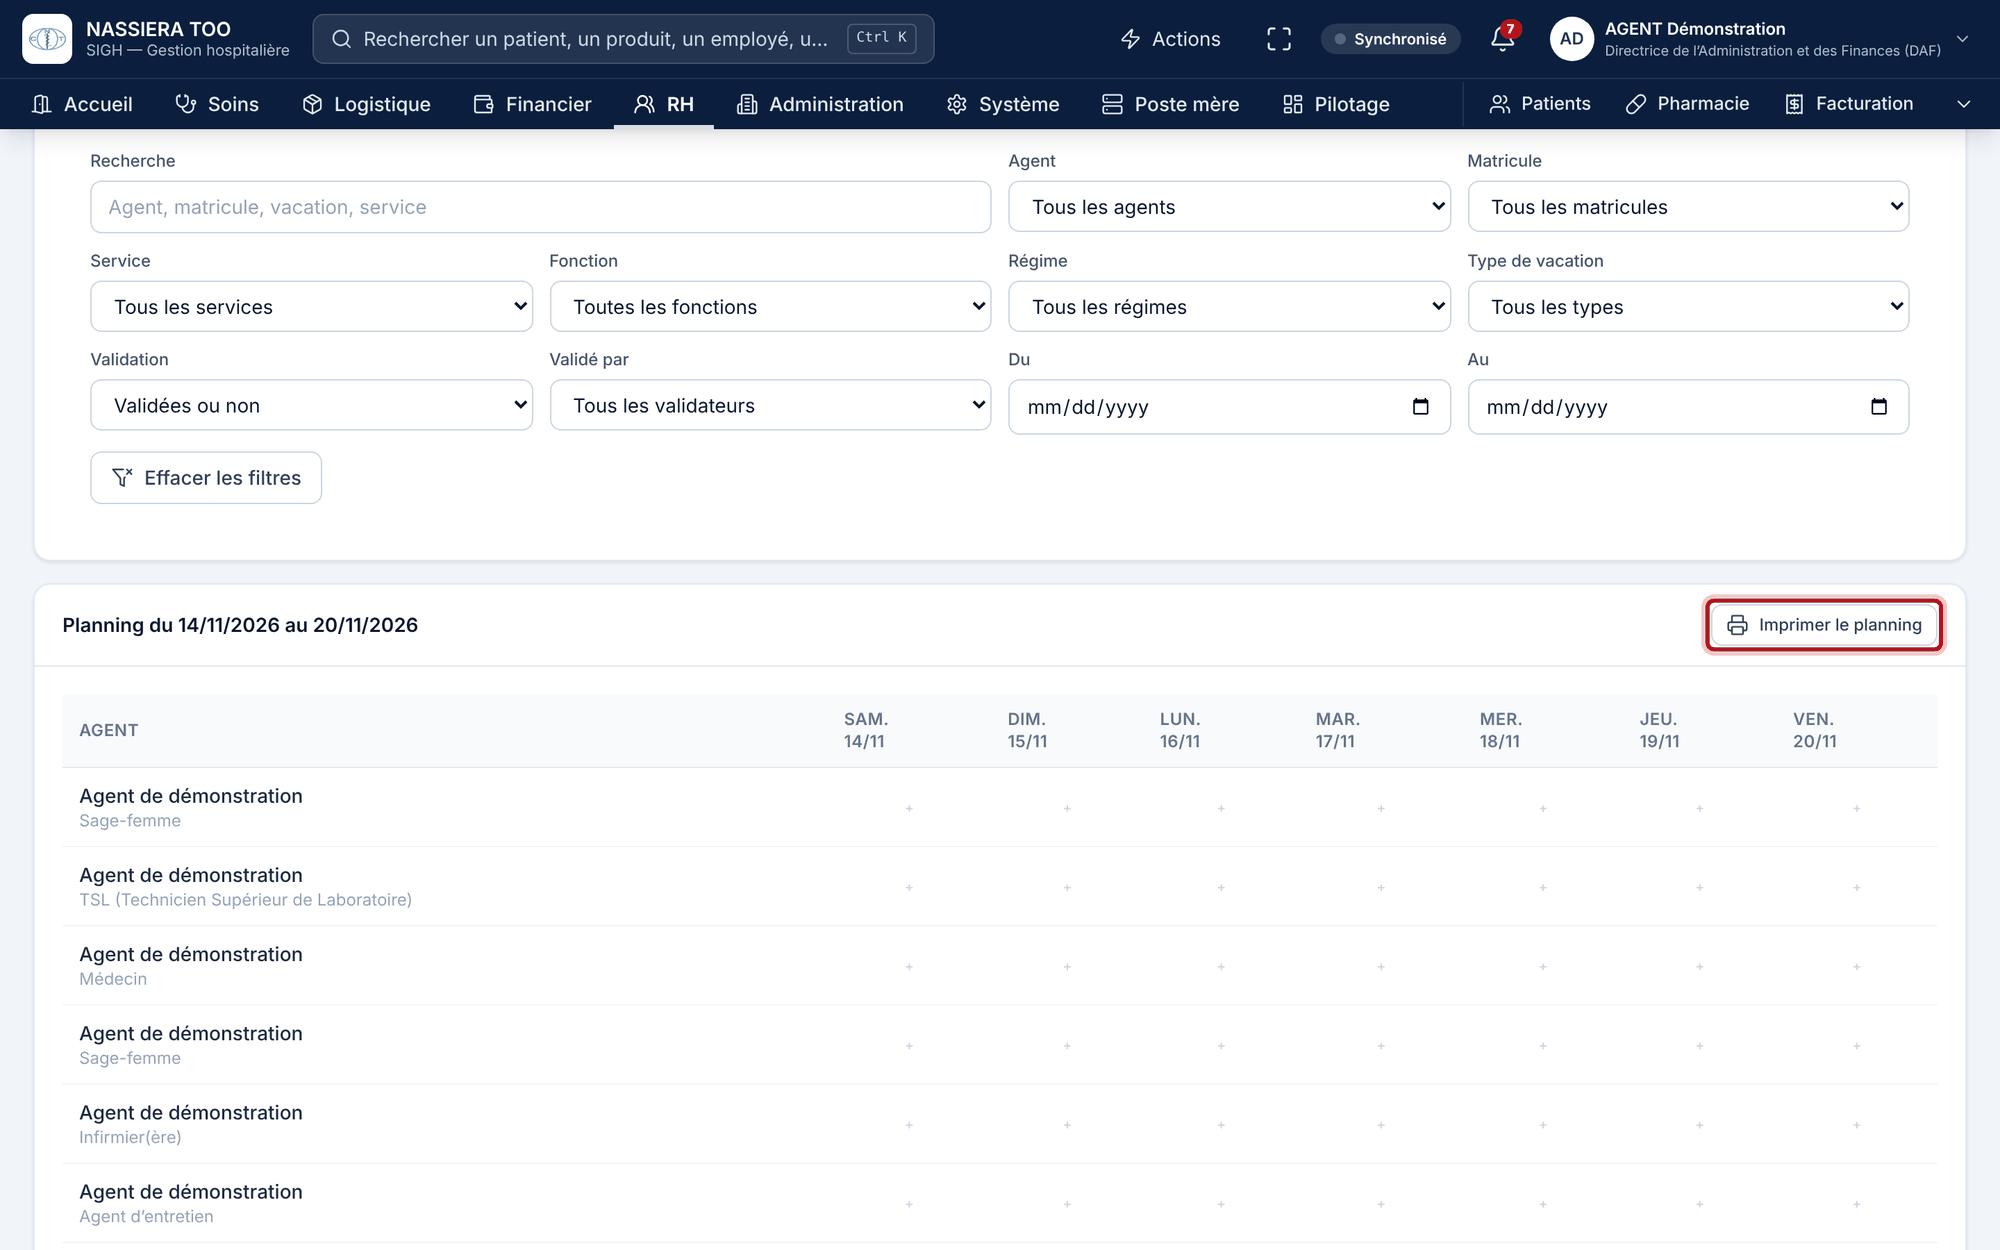 NASSIERA TOO
SIGH — Gestion hospitalière
Rechercher un patient, un produit, un employé, u...
Ctrl K
Actions
Synchronisé
7
AD
AGENT Démonstration
Directrice de l'Administration et des Finances (DAF)
Accueil
Soins
Logistique
Financier
RH
Administration
Système
Poste mère
Pilotage
Patients
Pharmacie
Facturation
Recherche
Agent
Matricule
Agent, matricule, vacation, service
Tous les agents
Tous les matricules
Service
Fonction
Régime
Type de vacation
Tous les services
Toutes les fonctions
Tous les régimes
Tous les types
Validation
Validé par
Du
Au
Validées ou non
Tous les validateurs
mm/dd/yyyy
mm/dd/yyyy
Effacer les filtres
Planning du 14/11/2026 au 20/11/2026
Imprimer le planning
AGENT
SAM. 14/11
DIM. 15/11
LUN. 16/11
MAR. 17/11
MER. 18/11
JEU. 19/11
VEN. 20/11
Agent de démonstration
Sage-femme
+ + + + + + +
Agent de démonstration
TSL (Technicien Supérieur de Laboratoire)
+ + + + + + +
Agent de démonstration
Médecin
+ + + + + + +
Agent de démonstration
Sage-femme
+ + + + + + +
Agent de démonstration
Infirmier(ère)
+ + + + + + +
Agent de démonstration
Agent d'entretien
+ + + + + + +